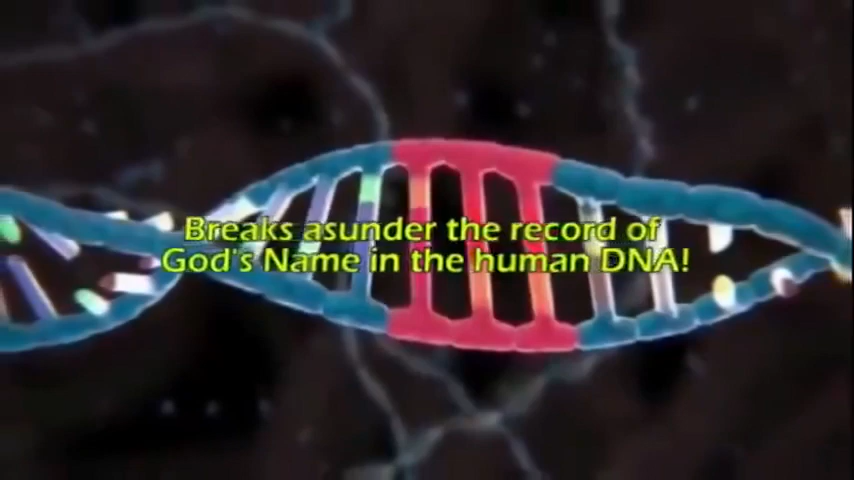 Breaks asunder the record of
God's Name in the human DNA!